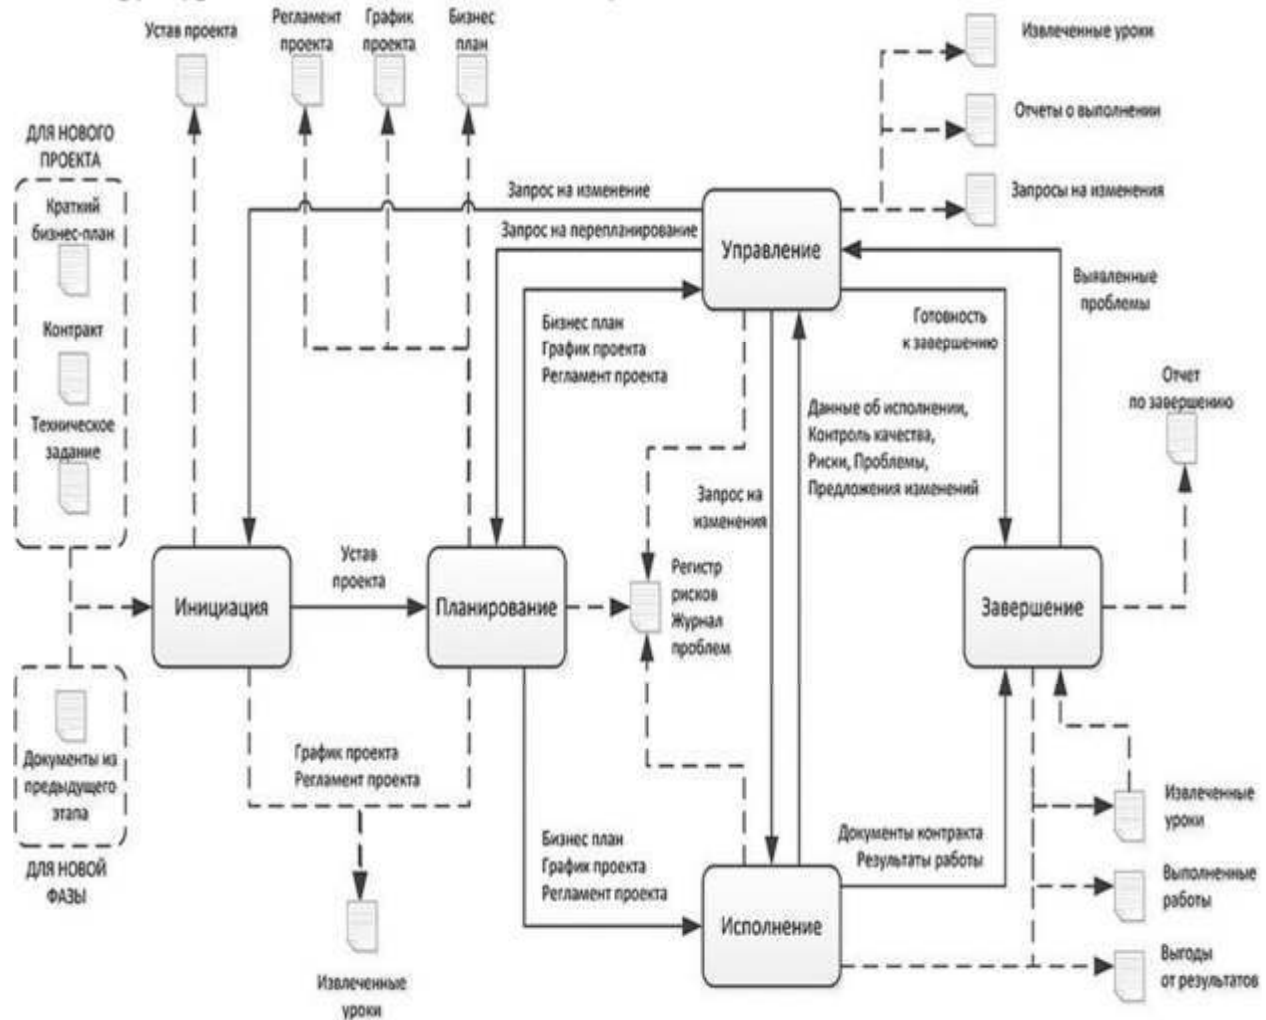 Устав проекта
Регламент
проекта
График
проекта
Бизнес
план
Извлеченные уроки
Отчеты о выполнении
Запросы на изменения
ДЛЯ НОВОГО
ПРОЕКТА
Краткий
бизнес-план
Контракт
Техническое
задание
Запрос на изменение
Запрос на перепланирование
Управление
Выявленные
проблемы
Бизнес план
График проекта
Регламент проекта
Готовность
к завершению
Отчет
по завершению
Данные об исполнении,
Контроль качества,
Риски, Проблемы,
Предложения изменений
Запрос на
изменения
Инициация
Устав
проекта
Планирование
Регистр
рисков
Журнал
проблем
Завершение
Документы из
предыдущего
этапа
ДЛЯ НОВОЙ
ФАЗЫ
График проекта
Регламент проекта
Извлеченные
уроки
Бизнес план
График проекта
Регламент проекта
Документы контракта
Результаты работы
Исполнение
Извлеченные
уроки
Выполненные
работы
Выгоды
от результатов